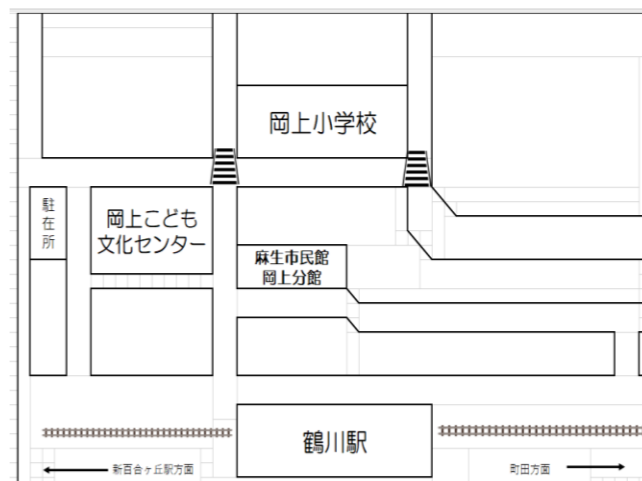 岡上小学校
駐在所
岡上こども
文化センター
麻生市民館
岡上分館
鶴川駅
新百合ヶ丘駅方面
町田方面